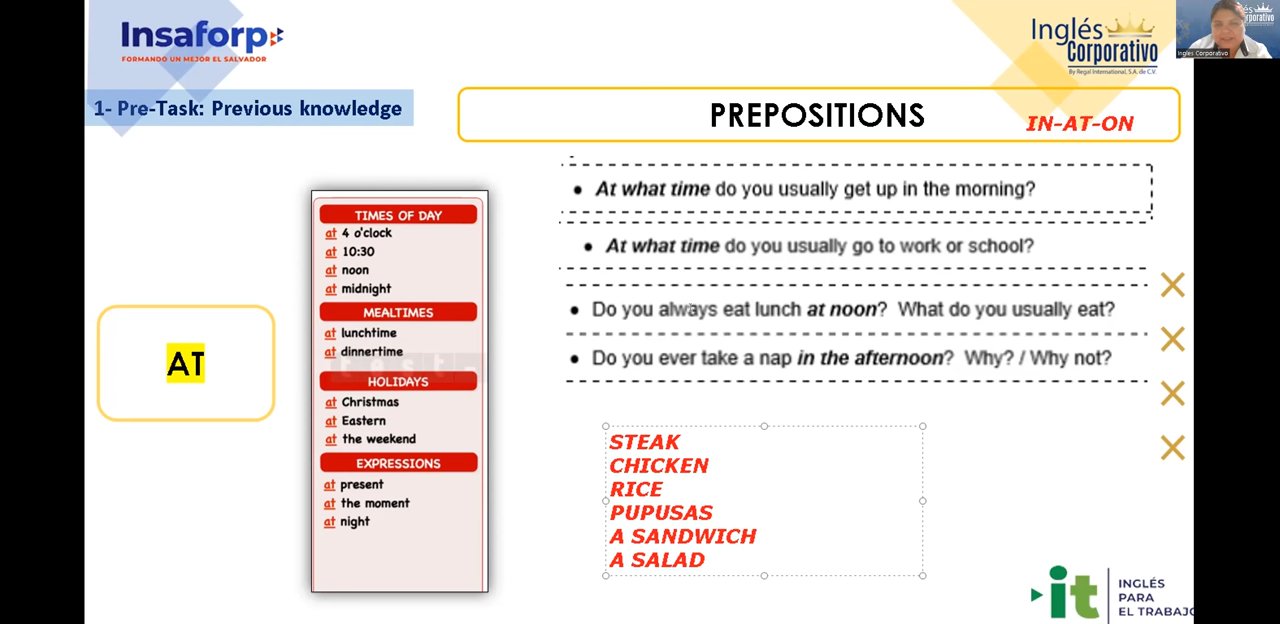 Insaforp
FORMANDO UN MEJOR EL SALVADOR
Inglés
Corporativo
By Regal International, S.A. de C.V.
Inglés Corporativo
1- Pre-Task: Previous knowledge
PREPOSITIONS
IN-AT-ON
AT
TIMES OF DAY
at 4 o'clock
at 10:30
at noon
at midnight
MEALTIMES
at lunchtime
at dinnertime
HOLIDAYS
at Christmas
at Eastern
at the weekend
EXPRESSIONS
at present
at the moment
at night
• At what time do you usually get up in the morning?
• At what time do you usually go to work or school?
• Do you always eat lunch at noon? What do you usually eat?
• Do you ever take a nap in the afternoon? Why? / Why not?
STEAK
CHICKEN
RICE
PUPUSAS
A SANDWICH
A SALAD
it
INGLÉS
PARA
EL TRABAJO